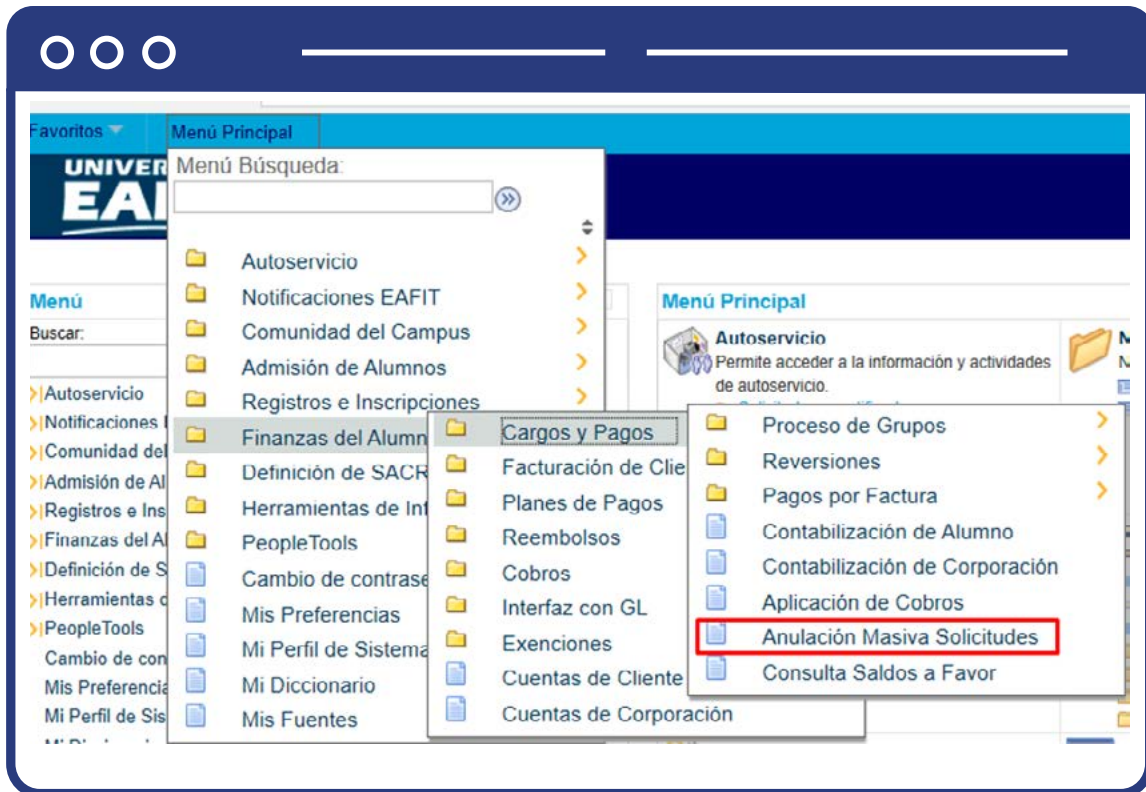 Favoritos
Menú Principal
UNIVER
EAI
Menú Búsqueda:
Autoservicio
Notificaciones EAFIT
Comunidad del Campus
Admisión de Alumnos
Registros e Inscripciones
Finanzas del Alumn
Definición de SACR
Herramientas de Int
PeopleTools
Cambio de contrase
Mis Preferencias
Mi Perfil de Sistema
Mi Diccionario
Mis Fuentes
Menú
Buscar:
Autoservicio
Notificaciones
Comunidad del
Admisión de Al
Registros e Ins
Finanzas del Al
Definición de S
Herramientas d
PeopleTools
Cambio de con
Mis Preferencia
Mi Perfil de Sis
Cargos y Pagos
Facturación de Clie
Planes de Pagos
Reembolsos
Cobros
Interfaz con GL
Exenciones
Cuentas de Cliente
Cuentas de Corporación
Menú Principal
Autoservicio
Permite acceder a la información y actividades
de autoservicio.
Proceso de Grupos
Reversiones
Pagos por Factura
Contabilización de Alumno
Contabilización de Corporación
Aplicación de Cobros
Anulación Masiva Solicitudes
Consulta Saldos a Favor